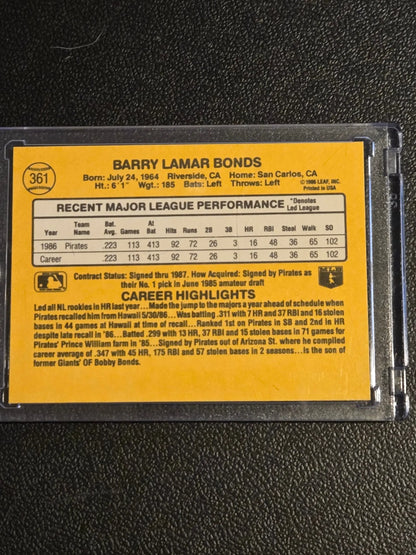 361
BARRY LAMAR BONDS
Born: July 24, 1964 Riverside, CA Home: San Carlos, CA
Ht.: 6'1" Wgt.: 185 Bats: Left Throws: Left
©1986 LEAF, INC.
Printed in USA
RECENT MAJOR LEAGUE PERFORMANCE *Denotes Led League
Year Team Name Bat. Avg. Games At Bat Hits Runs 2B 3B HR RBI Steal Walk SO
1986 Pirates .223 113 413 92 72 26 3 16 48 36 65 102
Career .223 113 413 92 72 26 3 16 48 36 65 102
Contract Status: Signed thru 1987. How Acquired: Signed by Pirates as
their No. 1 pick in June 1985 amateur draft
CAREER HIGHLIGHTS
Led all NL rookies in HR last year...Made the jump to the majors a year ahead of schedule when
Pirates recalled him from Hawaii 5/30/86...Was batting .311 with 7 HR and 37 RBI and 16 stolen
bases in 44 games at Hawaii at time of recall...Ranked 1st on Pirates in SB and 2nd in HR
despite late recall in '86...Batted .299 with 13 HR, 37 RBI and 15 stolen bases in 71 games for
Pirates' Prince William farm in '85...Signed by Pirates out of Arizona St. where he compiled
career average of .347 with 45 HR, 175 RBI and 57 stolen bases in 2 seasons...Is the son of
former Giants' OF Bobby Bonds.